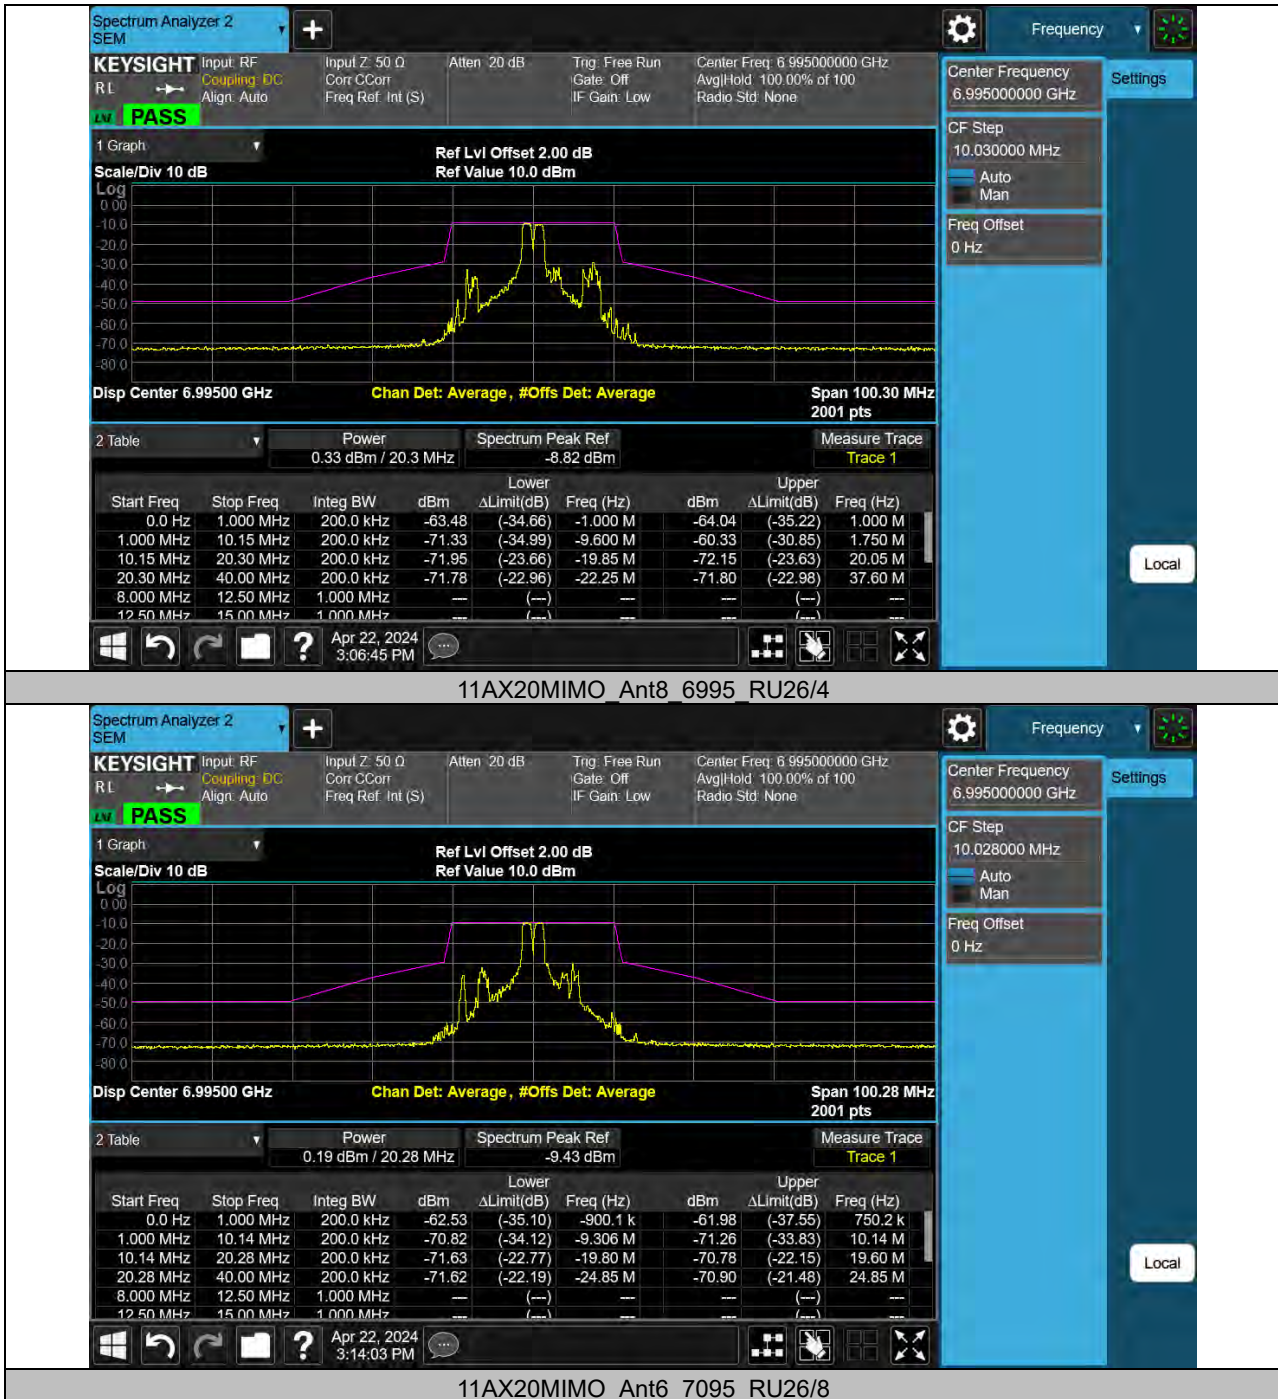 Spectrum Analyzer 2
SEM
Frequency
KEYSIGHT Input: RF Input Z: 50 Ω Atten: 20 dB Trig: Free Run Center Freq: 6.995000000 GHz
RL Coupling: DC Corr CCorr Gate: Off Avg|Hold: 100.00% of 100
Align: Auto Freq Ref: Int (S) IF Gain: Low Radio Std: None
PASS
Center Frequency
6.995000000 GHz
Settings
CF Step
10.030000 MHz
Auto
Man
Freq Offset
0 Hz
Local
1 Graph
Ref Lvl Offset 2.00 dB
Scale/Div 10 dB Ref Value 10.0 dBm
Log
0.00
-10.0
-20.0
-30.0
-40.0
-50.0
-60.0
-70.0
-80.0
Disp Center 6.99500 GHz Chan Det: Average, #Offs Det: Average Span 100.30 MHz
2001 pts
2 Table Power Spectrum Peak Ref Measure Trace
0.33 dBm / 20.3 MHz -8.82 dBm Trace 1
Lower Upper
Start Freq Stop Freq Integ BW dBm ΔLimit(dB) Freq (Hz) dBm ΔLimit(dB) Freq (Hz)
0.0 Hz 1.000 MHz 200.0 kHz -63.48 (-34.66) -1.000 M -64.04 (-35.22) 1.000 M
1.000 MHz 10.15 MHz 200.0 kHz -71.33 (-34.99) -9.600 M -60.33 (-30.85) 1.750 M
10.15 MHz 20.30 MHz 200.0 kHz -71.95 (-23.66) -19.85 M -72.15 (-23.63) 20.05 M
20.30 MHz 40.00 MHz 200.0 kHz -71.78 (-22.96) -22.25 M -71.80 (-22.98) 37.60 M
8.000 MHz 12.50 MHz 1.000 MHz --- (---) --- --- (---) ---
12.50 MHz 15.00 MHz 1.000 MHz --- (---) --- --- (---) ---
Apr 22, 2024
3:06:45 PM
11AX20MIMO_Ant8_6995_RU26/4
Spectrum Analyzer 2
SEM
Frequency
KEYSIGHT Input: RF Input Z: 50 Ω Atten: 20 dB Trig: Free Run Center Freq: 6.995000000 GHz
RL Coupling: DC Corr CCorr Gate: Off Avg|Hold: 100.00% of 100
Align: Auto Freq Ref: Int (S) IF Gain: Low Radio Std: None
PASS
Center Frequency
6.995000000 GHz
Settings
CF Step
10.028000 MHz
Auto
Man
Freq Offset
0 Hz
Local
1 Graph
Ref Lvl Offset 2.00 dB
Scale/Div 10 dB Ref Value 10.0 dBm
Log
0.00
-10.0
-20.0
-30.0
-40.0
-50.0
-60.0
-70.0
-80.0
Disp Center 6.99500 GHz Chan Det: Average, #Offs Det: Average Span 100.28 MHz
2001 pts
2 Table Power Spectrum Peak Ref Measure Trace
0.19 dBm / 20.28 MHz -9.43 dBm Trace 1
Lower Upper
Start Freq Stop Freq Integ BW dBm ΔLimit(dB) Freq (Hz) dBm ΔLimit(dB) Freq (Hz)
0.0 Hz 1.000 MHz 200.0 kHz -62.53 (-35.10) -900.1 k -61.98 (-37.55) 750.2 k
1.000 MHz 10.14 MHz 200.0 kHz -70.82 (-34.12) -9.306 M -71.26 (-33.83) 10.14 M
10.14 MHz 20.28 MHz 200.0 kHz -71.63 (-22.77) -19.80 M -70.78 (-22.15) 19.60 M
20.28 MHz 40.00 MHz 200.0 kHz -71.62 (-22.19) -24.85 M -70.90 (-21.48) 24.85 M
8.000 MHz 12.50 MHz 1.000 MHz --- (---) --- --- (---) ---
12.50 MHz 15.00 MHz 1.000 MHz --- (---) --- --- (---) ---
Apr 22, 2024
3:14:03 PM
11AX20MIMO_Ant6_7095_RU26/8